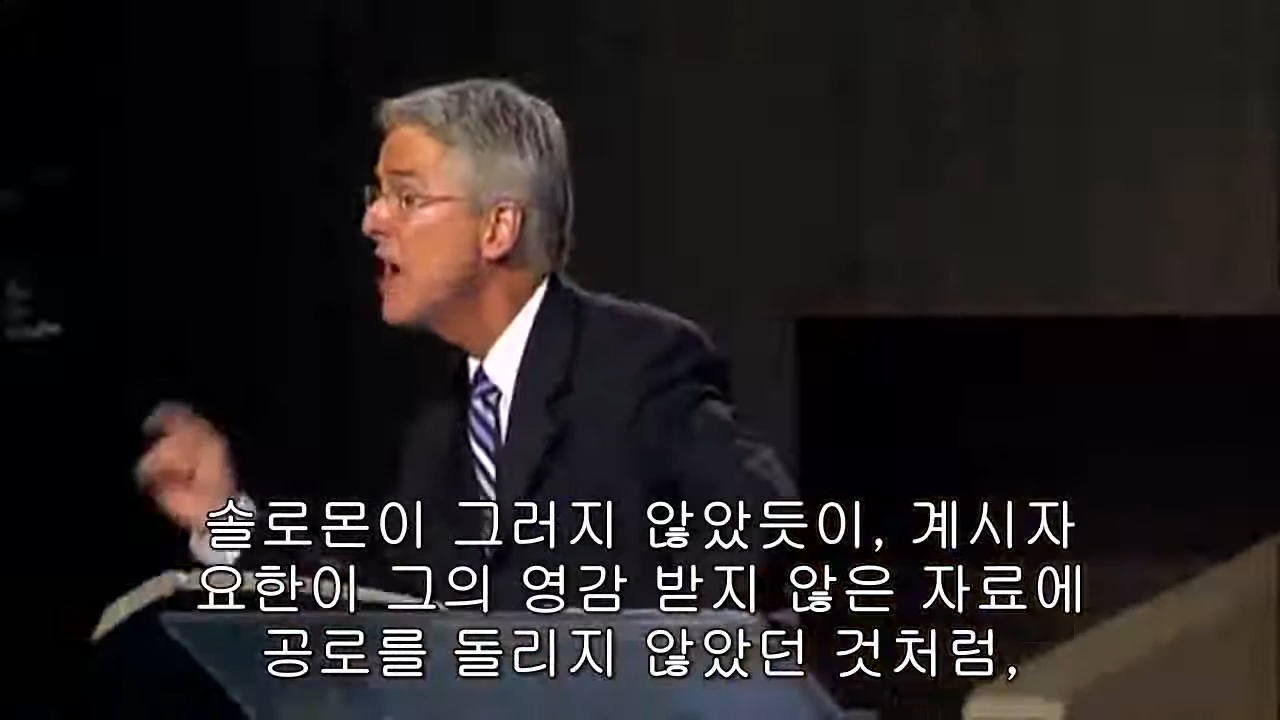 솔로몬이 그러지 않았듯이, 계시자
요한이 그의 영감 받지 않은 자료에
공로를 돌리지 않았던 것처럼,